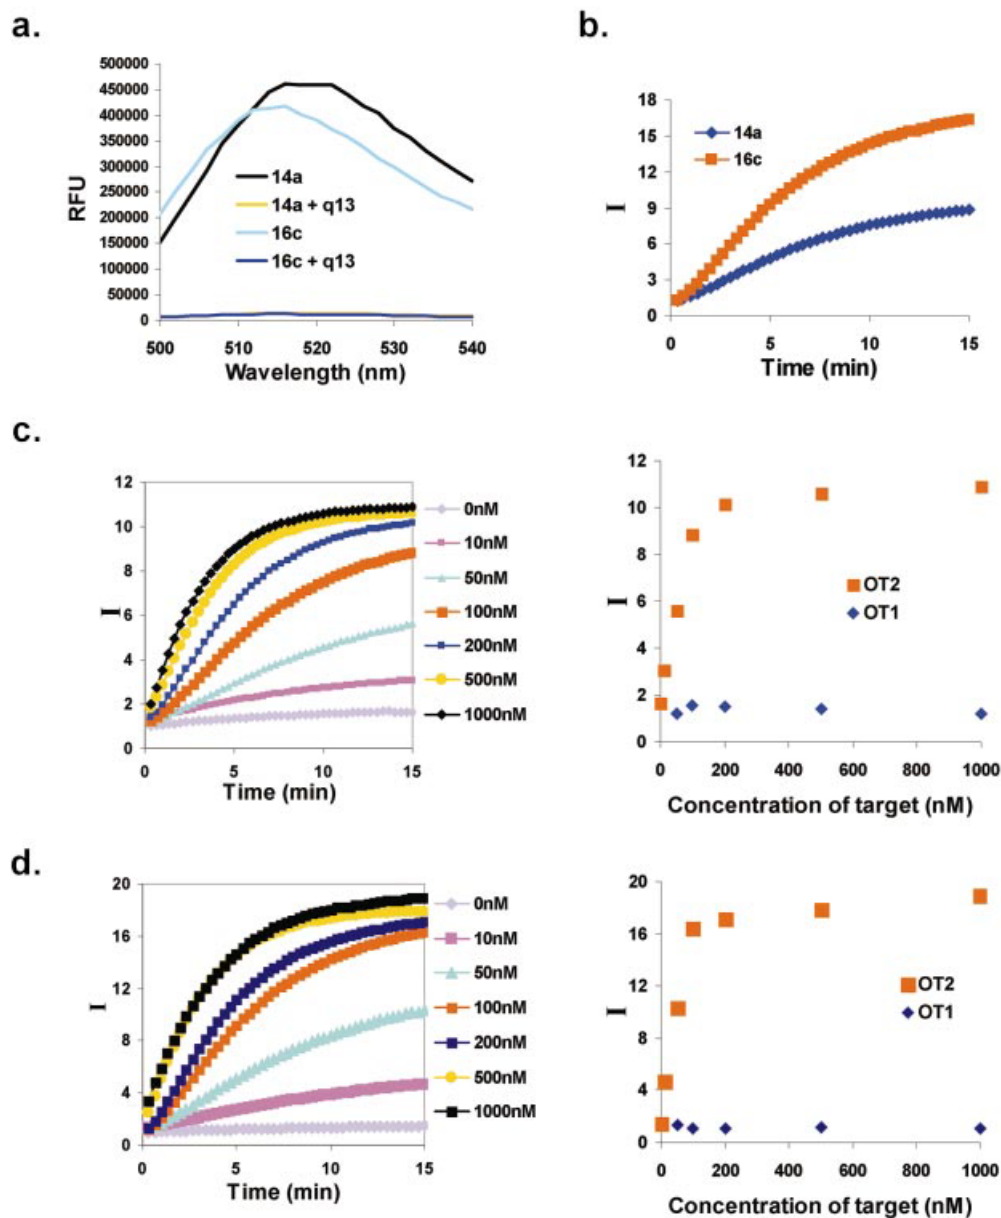 a.
500000
450000
400000
350000
300000
250000
200000
150000
100000
50000
0
RFU
14a
14a + q13
16c
16c + q13
500 510 520 530 540
Wavelength (nm)
b.
18
15
12
9
6
3
0
I
14a
16c
0 5 10 15
Time (min)
c.
12
10
8
6
4
2
0
I
0 5 10 15
Time (min)
0nM
10nM
50nM
100nM
200nM
500nM
1000nM
12
10
8
6
4
2
0
I
OT2
OT1
0 200 400 600 800 1000
Concentration of target (nM)
d.
20
16
12
8
4
0
I
0 5 10 15
Time (min)
0nM
10nM
50nM
100nM
200nM
500nM
1000nM
20
16
12
8
4
0
I
OT2
OT1
0 200 400 600 800 1000
Concentration of target (nM)